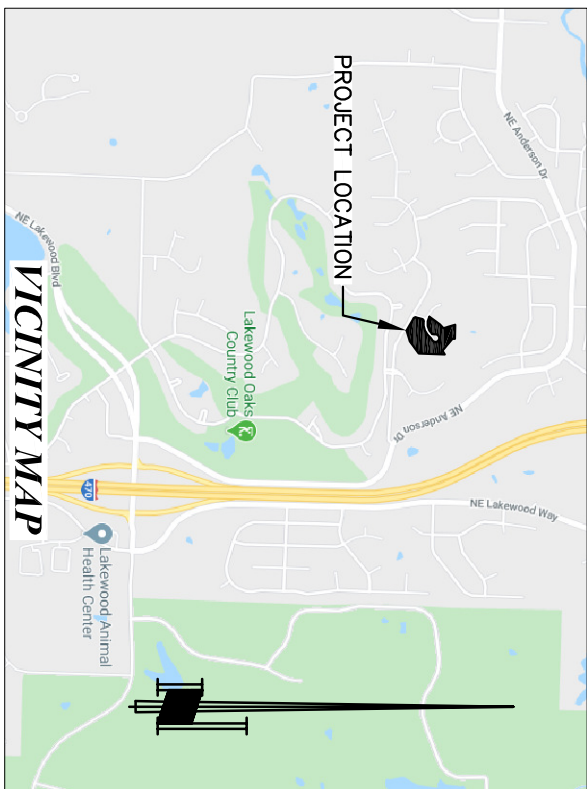 PROJECT LOCATION
NE Anderson Dr
NE Anderson Dr
NE Lakewood Way
Lakewood Oaks
Country Club
NE Lakewood Blvd
470
Lakewood Animal
Health Center
VICINITY MAP